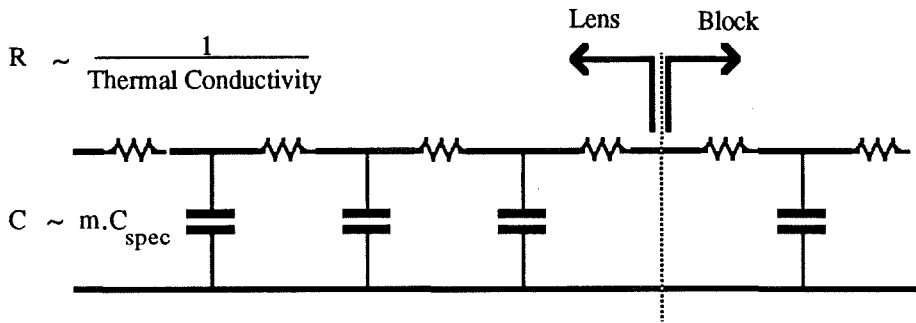 Lens Block
R ~ 1
Thermal Conductivity
C ~ m.C_spec